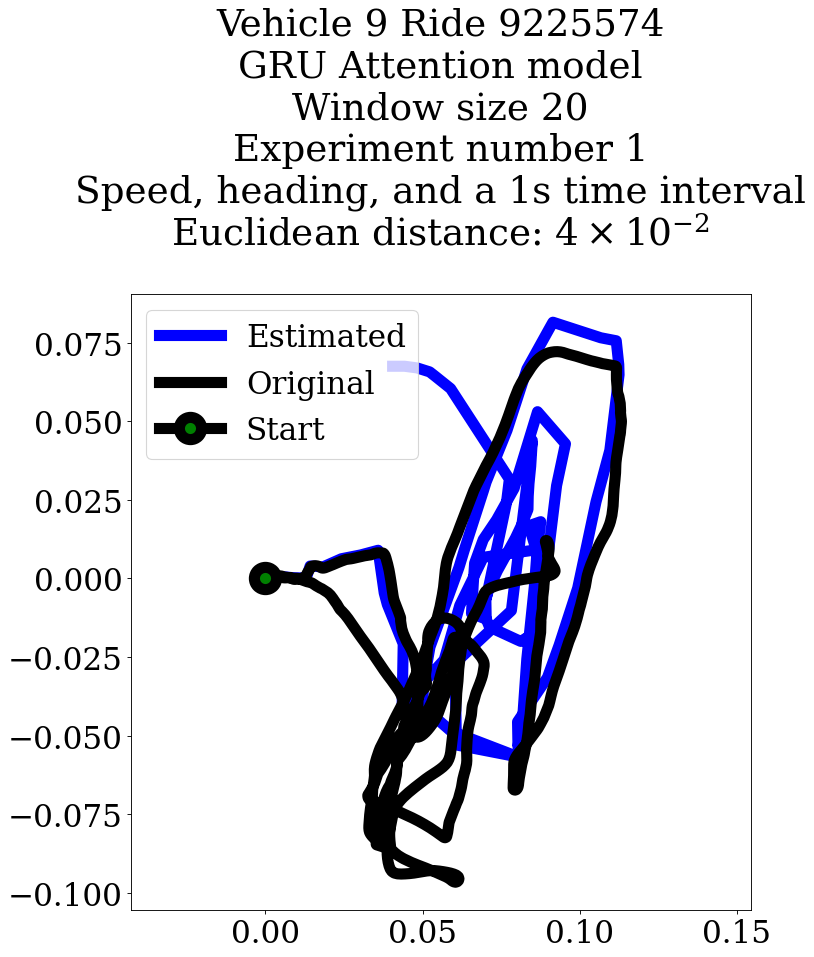 Vehicle 9 Ride 9225574
GRU Attention model
Window size 20
Experiment number 1
Speed, heading, and a 1s time interval
Euclidean distance: 4 × 10⁻²
Estimated
Original
Start
0.075
0.050
0.025
0.000
−0.025
−0.050
−0.075
−0.100
0.00 0.05 0.10 0.15